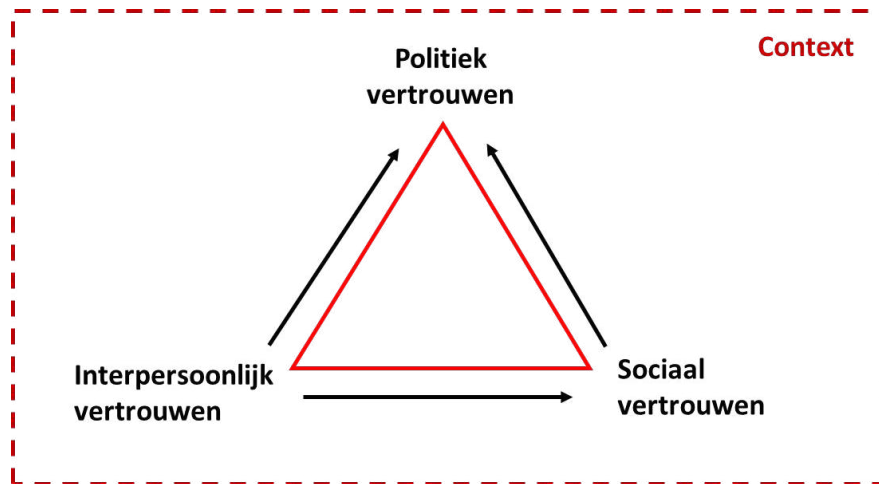 Context
Politiek
vertrouwen
Interpersoonlijk
vertrouwen
Sociaal
vertrouwen